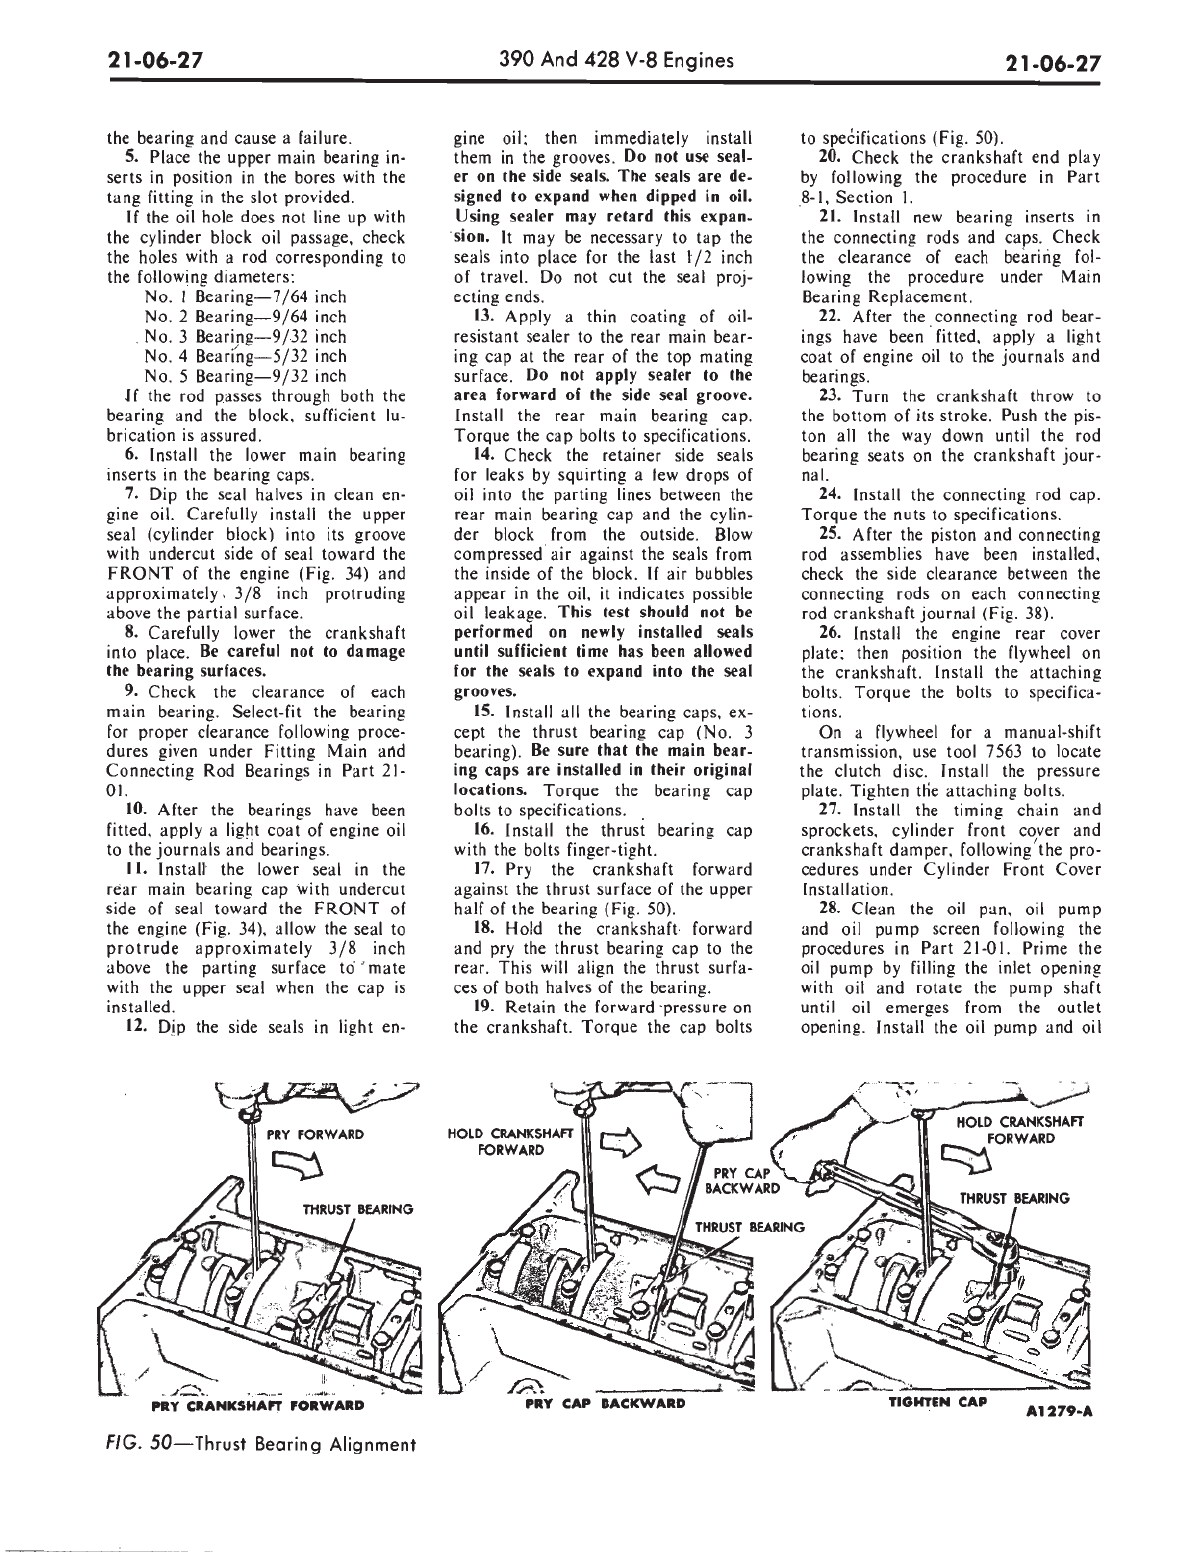 21-06-27
390 And 428 V-8 Engines
21-06-27
the bearing and cause a failure.
5. Place the upper main bearing in-
serts in position in the bores with the
tang fitting in the slot provided.
If the oil hole does not line up with
the cylinder block oil passage, check
the holes with a rod corresponding to
the following diameters:
No. 1 Bearing—7/64 inch
No. 2 Bearing—9/64 inch
No. 3 Bearing—9/32 inch
No. 4 Bearing—5/32 inch
No. 5 Bearing—9/32 inch
If the rod passes through both the
bearing and the block, sufficient lu-
brication is assured.
6. Install the lower main bearing
inserts in the bearing caps.
7. Dip the seal halves in clean en-
gine oil. Carefully install the upper
seal (cylinder block) into its groove
with undercut side of seal toward the
FRONT of the engine (Fig. 34) and
approximately 3/8 inch protruding
above the partial surface.
8. Carefully lower the crankshaft
into place. Be careful not to damage
the bearing surfaces.
9. Check the clearance of each
main bearing. Select-fit the bearing
for proper clearance following proce-
dures given under Fitting Main and
Connecting Rod Bearings in Part 21-
01.
10. After the bearings have been
fitted, apply a light coat of engine oil
to the journals and bearings.
11. Install the lower seal in the
rear main bearing cap with undercut
side of seal toward the FRONT of
the engine (Fig. 34), allow the seal to
protrude approximately 3/8 inch
above the parting surface to mate
with the upper seal when the cap is
installed.
12. Dip the side seals in light en-
gine oil; then immediately install
them in the grooves. Do not use seal-
er on the side seals. The seals are de-
signed to expand when dipped in oil.
Using sealer may retard this expan-
sion. It may be necessary to tap the
seals into place for the last 1/2 inch
of travel. Do not cut the seal proj-
ecting ends.
13. Apply a thin coating of oil-
resistant sealer to the rear main bear-
ing cap at the rear of the top mating
surface. Do not apply sealer to the
area forward of the side seal groove.
Install the rear main bearing cap.
Torque the cap bolts to specifications.
14. Check the retainer side seals
for leaks by squirting a few drops of
oil into the parting lines between the
rear main bearing cap and the cylin-
der block from the outside. Blow
compressed air against the seals from
the inside of the block. If air bubbles
appear in the oil, it indicates possible
oil leakage. This test should not be
performed on newly installed seals
until sufficient time has been allowed
for the seals to expand into the seal
grooves.
15. Install all the bearing caps, ex-
cept the thrust bearing cap (No. 3
bearing). Be sure that the main bear-
ing caps are installed in their original
locations. Torque the bearing cap
bolts to specifications.
16. Install the thrust bearing cap
with the bolts finger-tight.
17. Pry the crankshaft forward
against the thrust surface of the upper
half of the bearing (Fig. 50).
18. Hold the crankshaft forward
and pry the thrust bearing cap to the
rear. This will align the thrust surfa-
ces of both halves of the bearing.
19. Retain the forward pressure on
the crankshaft. Torque the cap bolts
to specifications (Fig. 50).
20. Check the crankshaft end play
by following the procedure in Part
8-1, Section 1.
21. Install new bearing inserts in
the connecting rods and caps. Check
the clearance of each bearing fol-
lowing the procedure under Main
Bearing Replacement.
22. After the connecting rod bear-
ings have been fitted, apply a light
coat of engine oil to the journals and
bearings.
23. Turn the crankshaft throw to
the bottom of its stroke. Push the pis-
ton all the way down until the rod
bearing seats on the crankshaft jour-
nal.
24. Install the connecting rod cap.
Torque the nuts to specifications.
25. After the piston and connecting
rod assemblies have been installed,
check the side clearance between the
connecting rods on each connecting
rod crankshaft journal (Fig. 38).
26. Install the engine rear cover
plate; then position the flywheel on
the crankshaft. Install the attaching
bolts. Torque the bolts to specifica-
tions.
On a flywheel for a manual-shift
transmission, use tool 7563 to locate
the clutch disc. Install the pressure
plate. Tighten the attaching bolts.
27. Install the timing chain and
sprockets, cylinder front cover and
crankshaft damper, following the pro-
cedures under Cylinder Front Cover
Installation.
28. Clean the oil pan, oil pump
and oil pump screen following the
procedures in Part 21-01. Prime the
oil pump by filling the inlet opening
with oil and rotate the pump shaft
until oil emerges from the outlet
opening. Install the oil pump and oil
PRY FORWARD
THRUST BEARING
PRY CRANKSHAFT FORWARD
HOLD CRANKSHAFT
FORWARD
PRY CAP
BACKWARD
THRUST BEARING
PRY CAP BACKWARD
HOLD CRANKSHAFT
FORWARD
THRUST BEARING
TIGHTEN CAP
A1279-A
FIG. 50—Thrust Bearing Alignment